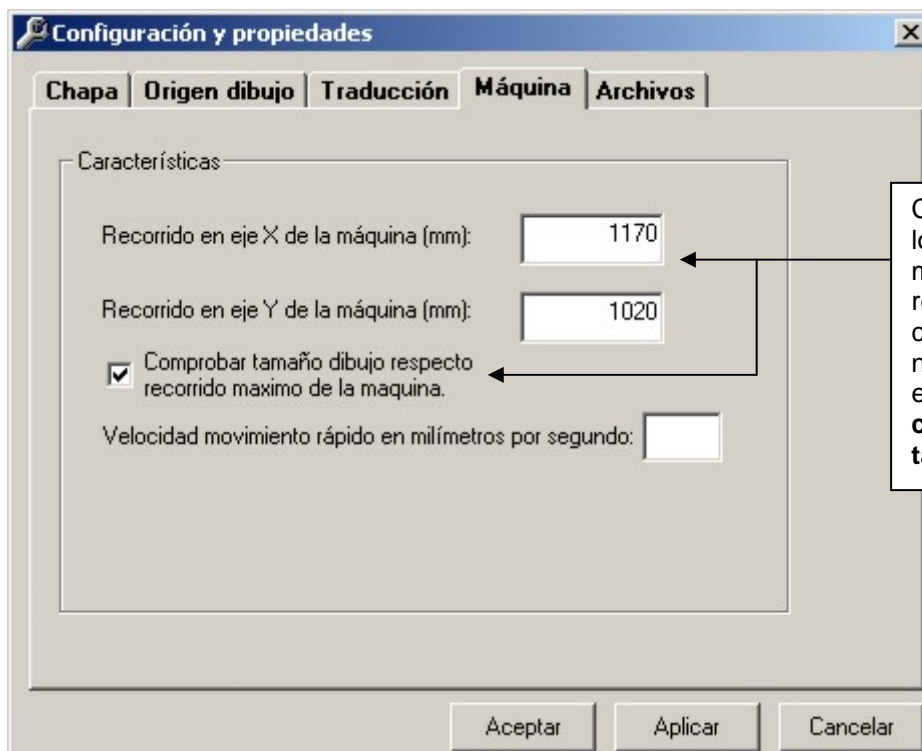 Configuración y propiedades
Chapa Origen dibujo Traducción Máquina Archivos
Características
Recorrido en eje X de la máquina (mm): 1170
Recorrido en eje Y de la máquina (mm): 1020
Comprobar tamaño dibujo respecto
recorrido maximo de la maquina.
Velocidad movimiento rápido en milímetros por segundo:
Aceptar Aplicar Cancelar